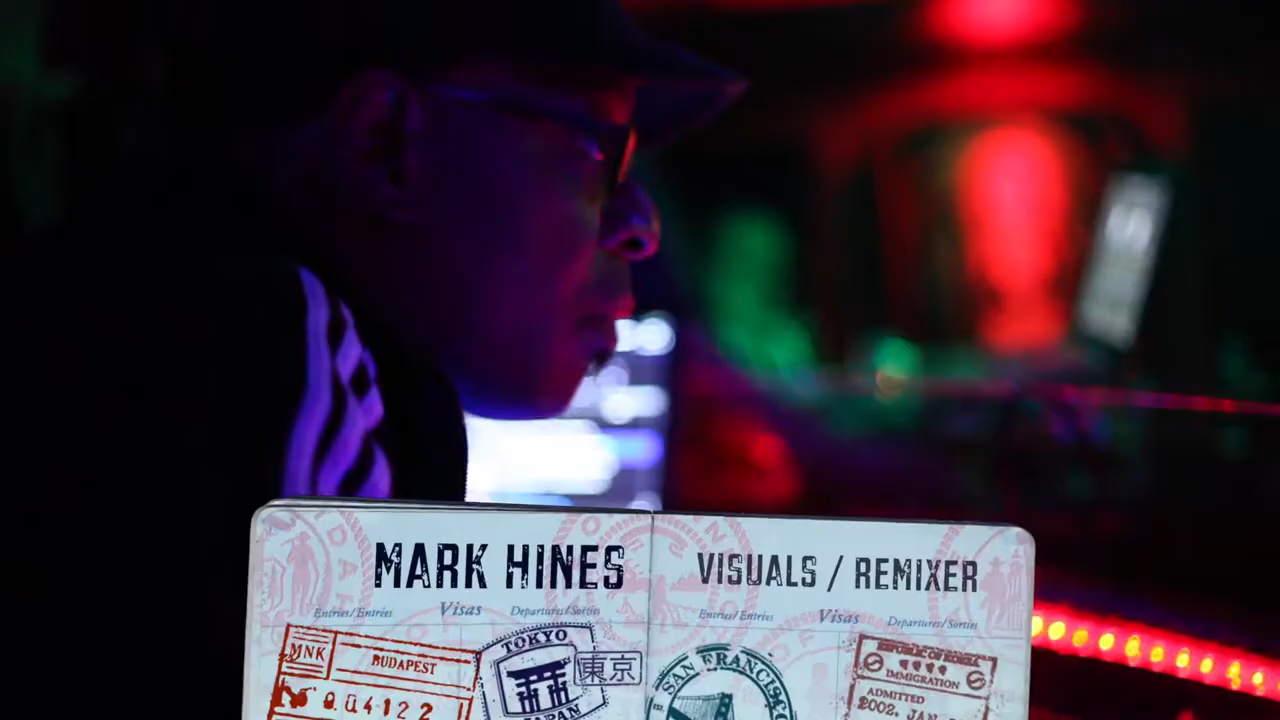 MARK HINES
VISUALS / REMIXER
Entries/Entrées Visas Departures/Sorties
Entries/Entrées Visas Departures/Sorties
MNK
BUDAPEST
904122
TOKYO
東京
JAPAN
SAN FRANCISCO
REPUBLIC OF KOREA
IMMIGRATION
ADMITTED
2002. JAN.